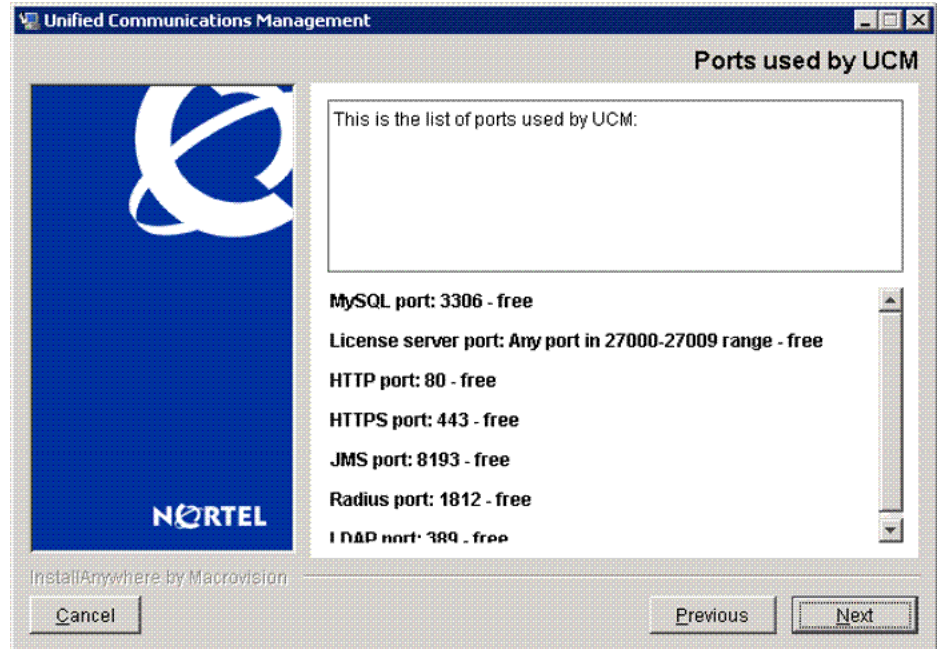 Unified Communications Management
Ports used by UCM
This is the list of ports used by UCM:
MySQL port: 3306 - free
License server port: Any port in 27000-27009 range - free
HTTP port: 80 - free
HTTPS port: 443 - free
JMS port: 8193 - free
Radius port: 1812 - free
LDAP port: 389 - free
NORTEL
InstallAnywhere by Macrovision
Cancel
Previous
Next